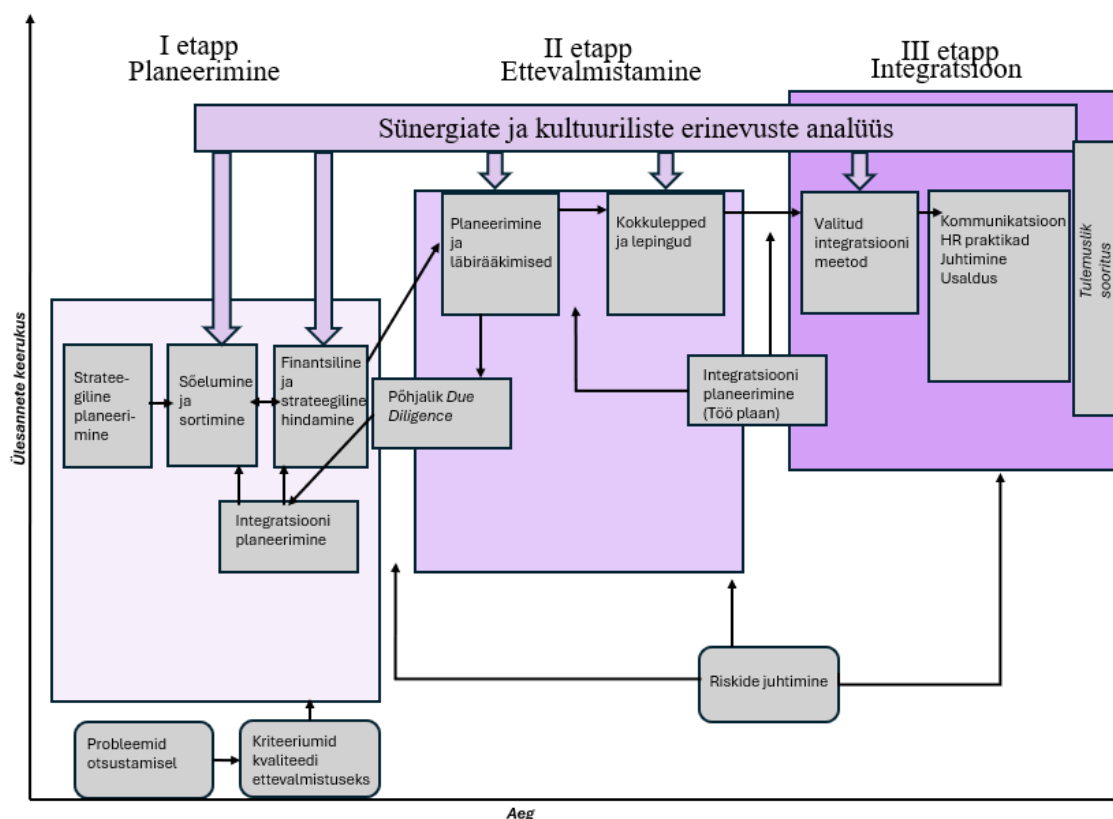 I etapp
Planeerimine
II etapp
Ettevalmistamine
III etapp
Integratsioon
Sünergiate ja kultuuriliste erinevuste analüüs
Planeerimine
ja
läbirääkimised
Kokkulepped
ja lepingud
Valitud
integratsiooni
meetod
Kommunikatsioon
HR praktikad
Juhtimine
Usaldus
Tulemuslik
sooritus
Stratee-
giline
planeeri-
mine
Sõelumine
ja
sortimine
Finantsiline
ja
strateegiline
hindamine
Põhjalik Due
Diligence
Integratsiooni
planeerimine
(Töö plaan)
Integratsiooni
planeerimine
Riskide juhtimine
Probleemid
otsustamisel
Kriteeriumid
kvaliteedi
ettevalmistuseks
Ülesannete keerukus
Aeg